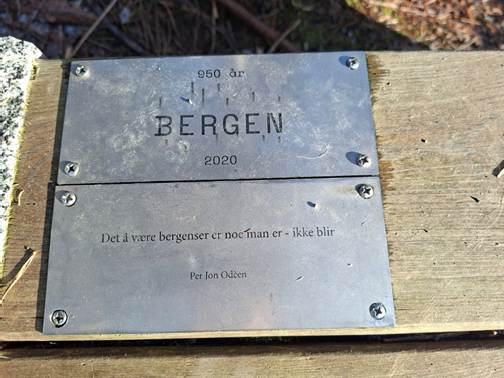 950 år
BERGEN
2020
Det å være bergenser er noe man er - ikke blir
Per Jon Odéen